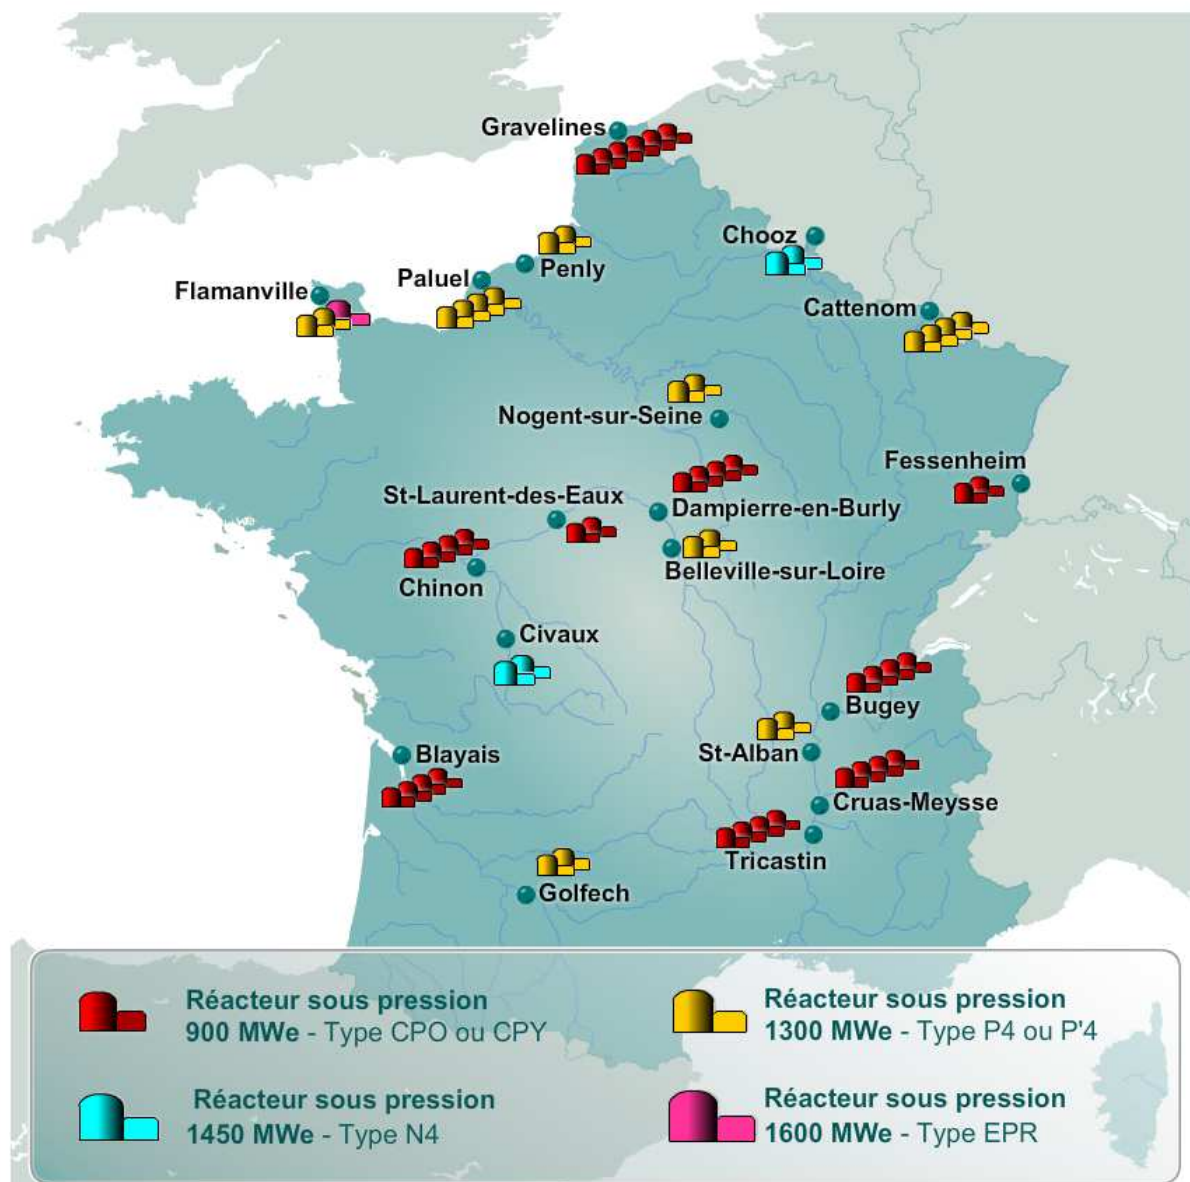 Gravelines
Chooz
Penly
Paluel
Flamanville
Cattenom
Nogent-sur-Seine
Fessenheim
St-Laurent-des-Eaux
Dampierre-en-Burly
Belleville-sur-Loire
Chinon
Civaux
Bugey
St-Alban
Blayais
Cruas-Meysse
Tricastin
Golfech
Réacteur sous pression
900 MWe - Type CPO ou CPY
Réacteur sous pression
1300 MWe - Type P4 ou P'4
Réacteur sous pression
1450 MWe - Type N4
Réacteur sous pression
1600 MWe - Type EPR